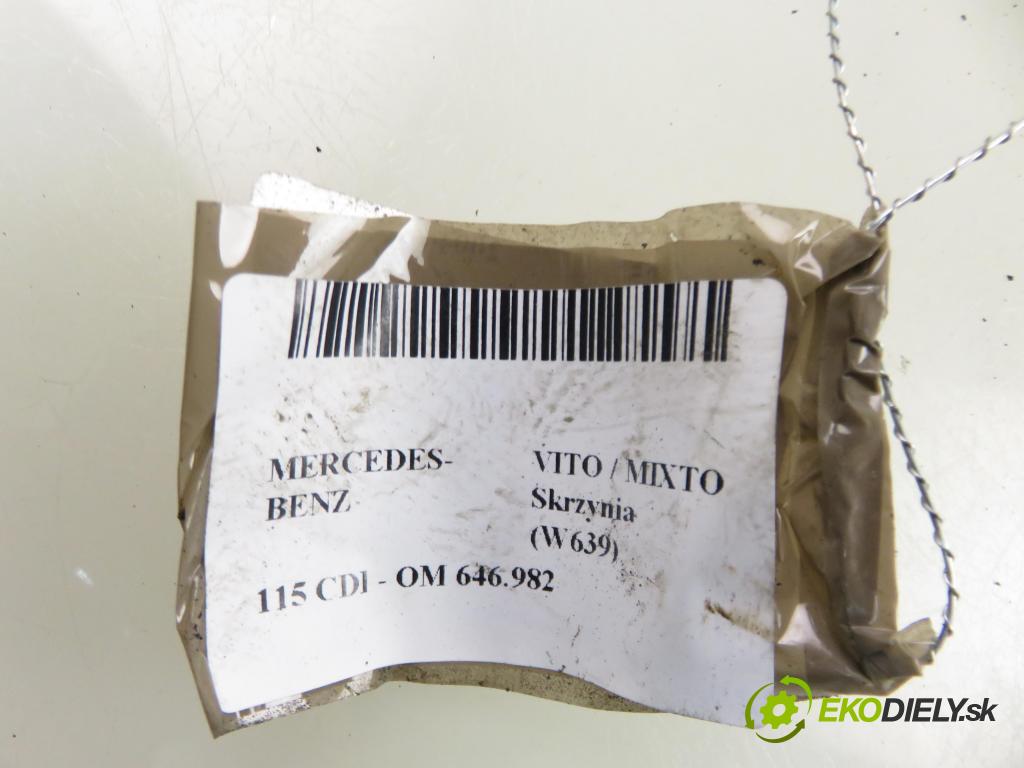 MERCEDES-
BENZ
VITO / MIXTO
Skrzynia
(W639)
115 CDI - OM 646.982
EKODIELY.sk